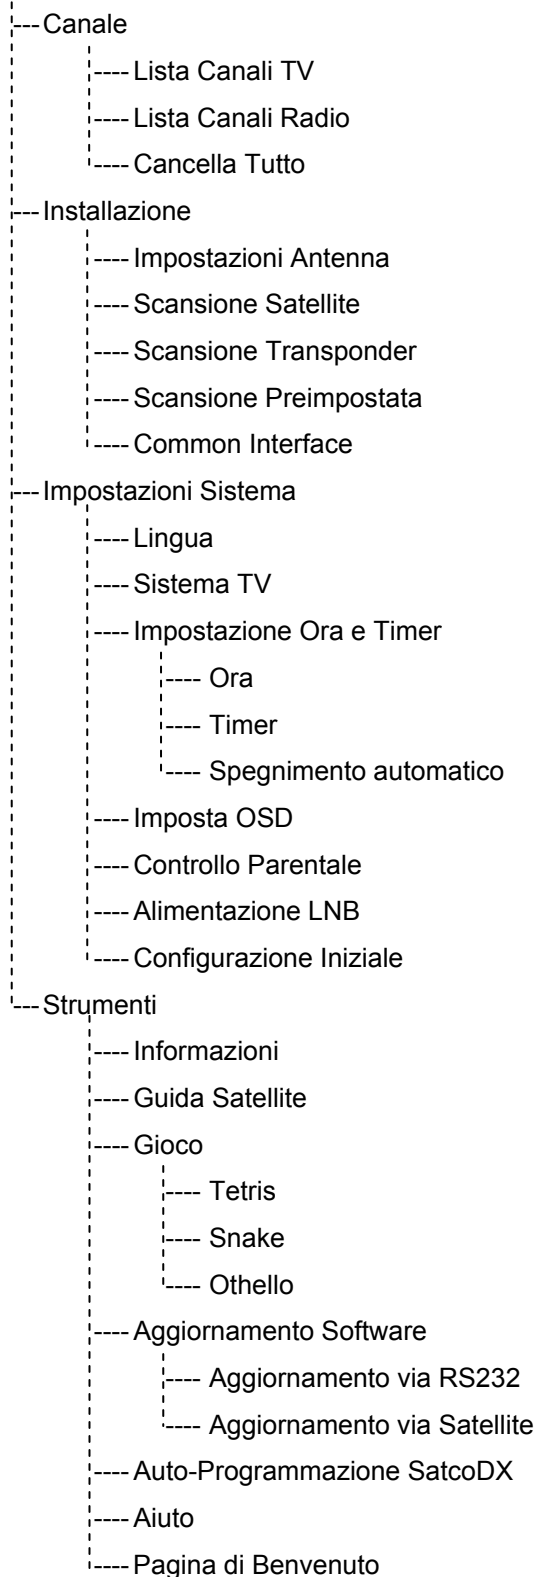 Canale
Lista Canali TV
Lista Canali Radio
Cancella Tutto
Installazione
Impostazioni Antenna
Scansione Satellite
Scansione Transponder
Scansione Preimpostata
Common Interface
Impostazioni Sistema
Lingua
Sistema TV
Impostazione Ora e Timer
Ora
Timer
Spegnimento automatico
Imposta OSD
Controllo Parentale
Alimentazione LNB
Configurazione Iniziale
Strumenti
Informazioni
Guida Satellite
Gioco
Tetris
Snake
Othello
Aggiornamento Software
Aggiornamento via RS232
Aggiornamento via Satellite
Auto-Programmazione SatcoDX
Aiuto
Pagina di Benvenuto